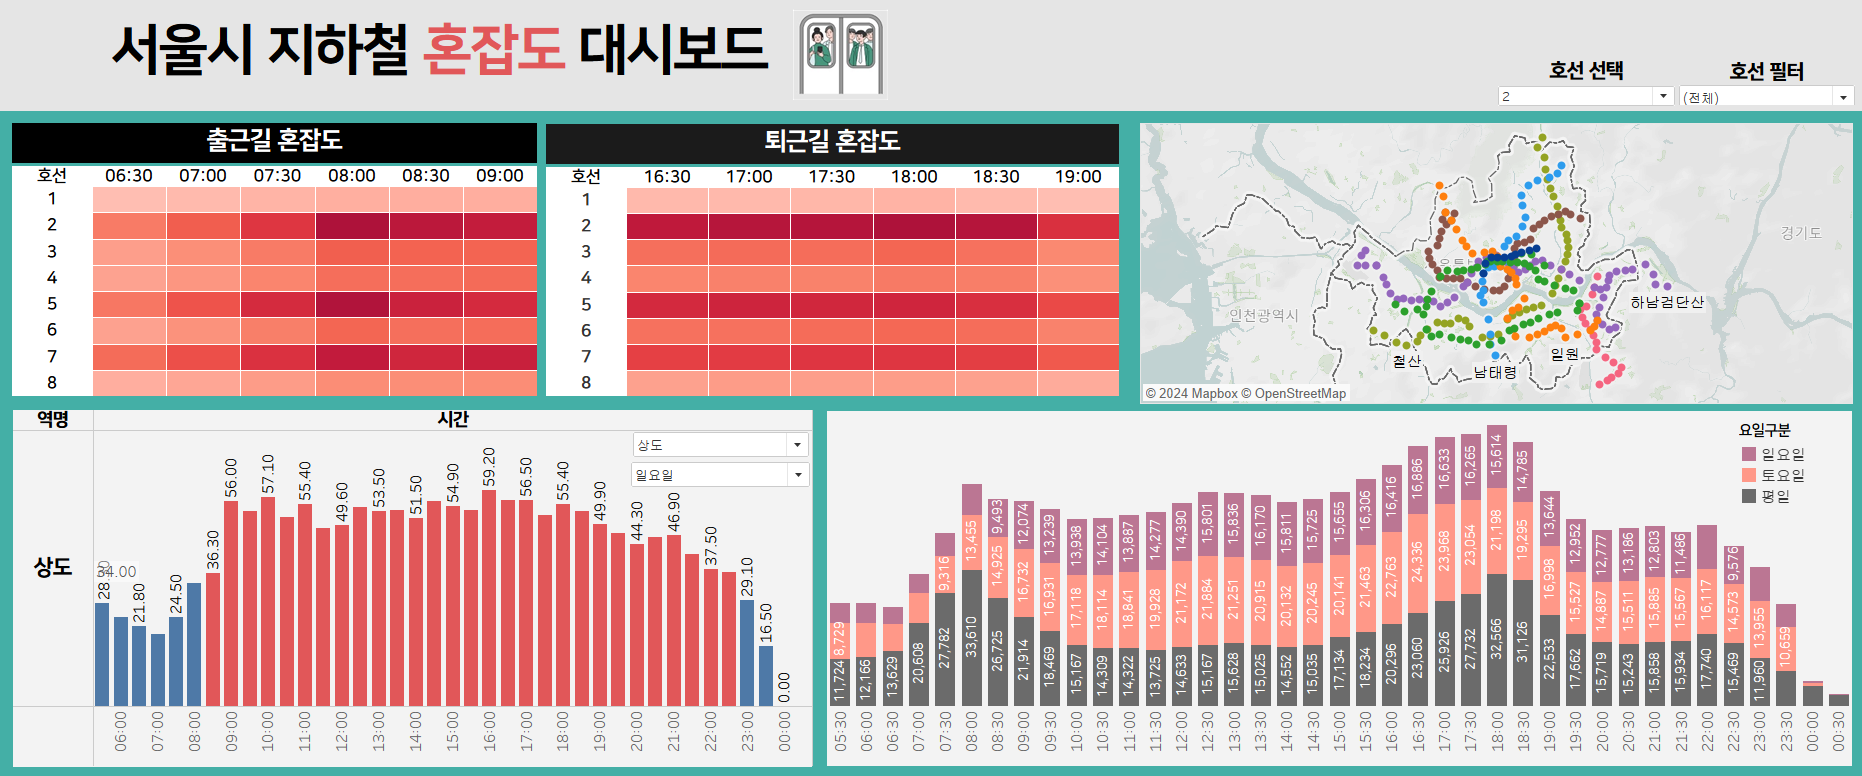 서울시 지하철 혼잡도 대시보드
호선 선택
호선 필터
2
(전체)
출근길 혼잡도
호선 06:30 07:00 07:30 08:00 08:30 09:00
1
2
3
4
5
6
7
8
퇴근길 혼잡도
호선 16:30 17:00 17:30 18:00 18:30 19:00
1
2
3
4
5
6
7
8
경기도
인천광역시
하남검단산
철산
남태령
일원
© 2024 Mapbox © OpenStreetMap
역명
시간
상도
일요일
상도
34.00
21.80
24.50
36.30
56.00
57.10
55.40
49.60
53.50
51.50
54.90
59.20
56.50
55.40
49.90
44.30
46.90
37.50
29.10
16.50
0.00
06:00 07:00 08:00 09:00 10:00 11:00 12:00 13:00 14:00 15:00 16:00 17:00 18:00 19:00 20:00 21:00 22:00 23:00 00:00
요일구분
일요일
토요일
평일
13,455 9,493 12,074 13,239 13,938 14,104 13,887 14,277 14,390 15,801 15,836 16,170 15,811 15,725 15,655 16,306 16,416 16,886 16,633 16,265 15,614 14,785 13,644 12,952 12,777 13,186 12,803 11,486 9,576
8,729 9,316 14,925 16,732 16,931 17,118 18,114 18,841 19,928 21,172 21,884 21,251 20,915 20,132 20,245 20,141 21,463 22,763 24,336 23,988 23,054 21,198 19,295 16,998 15,527 14,887 15,511 15,885 15,567 16,117 14,573 13,955 10,659
11,724 12,166 13,629 20,608 27,782 33,610 26,725 21,914 18,469 15,167 14,309 14,322 13,725 14,633 15,167 15,628 15,025 14,552 15,035 17,134 18,234 20,296 23,060 25,926 27,732 32,566 31,126 22,533 17,662 15,719 15,243 15,858 15,934 17,740 15,469 11,960
05:30 06:00 06:30 07:00 07:30 08:00 08:30 09:00 09:30 10:00 10:30 11:00 11:30 12:00 12:30 13:00 13:30 14:00 14:30 15:00 15:30 16:00 16:30 17:00 17:30 18:00 18:30 19:00 19:30 20:00 20:30 21:00 21:30 22:00 22:30 23:00 23:30 00:00 00:30